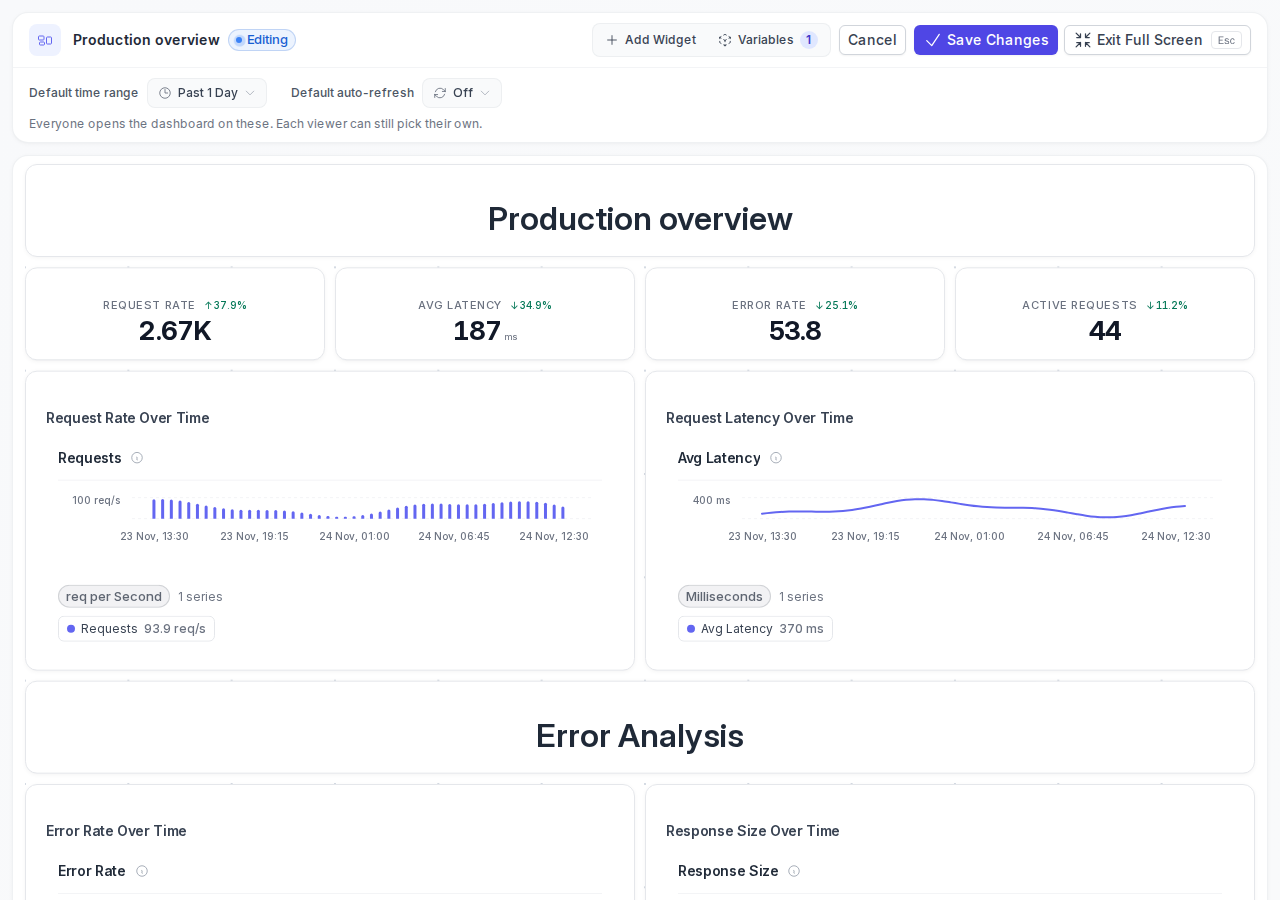 Production overview Editing Add Widget Variables 1 Cancel Save Changes Exit Full Screen Esc
Default time range Past 1 Day Default auto-refresh Off
Everyone opens the dashboard on these. Each viewer can still pick their own.
Production overview
REQUEST RATE ↑37.9% AVG LATENCY ↓34.9% ERROR RATE ↓25.1% ACTIVE REQUESTS ↓11.2%
2.67K 187 ms 53.8 44
Request Rate Over Time Request Latency Over Time
Requests Avg Latency
100 req/s 400 ms
23 Nov, 13:30 23 Nov, 19:15 24 Nov, 01:00 24 Nov, 06:45 24 Nov, 12:30 23 Nov, 13:30 23 Nov, 19:15 24 Nov, 01:00 24 Nov, 06:45 24 Nov, 12:30
req per Second 1 series Milliseconds 1 series
Requests 93.9 req/s Avg Latency 370 ms
Error Analysis
Error Rate Over Time Response Size Over Time
Error Rate Response Size